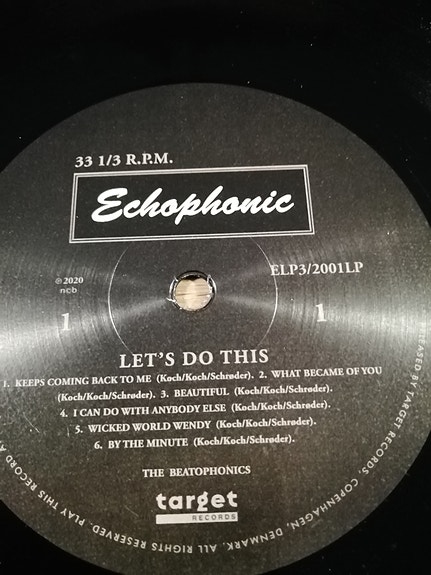 33 1/3 R.P.M.
Echophonic
℗2020
ncb
ELP3/2001LP
1
1
LET'S DO THIS
1. KEEPS COMING BACK TO ME (Koch/Koch/Schrøder). 2. WHAT BECAME OF YOU
(Koch/Koch/Schrøder). 3. BEAUTIFUL (Koch/Koch/Schrøder).
4. I CAN DO WITH ANYBODY ELSE (Koch/Koch/Schrøder).
5. WICKED WORLD WENDY (Koch/Koch/Schrøder).
6. BY THE MINUTE (Koch/Koch/Schrøder).
THE BEATOPHONICS
target
RECORDS
BY TARGET RECORDS, COPENHAGEN, DENMARK. ALL RIGHTS RESERVED. PLAY THIS RECORD